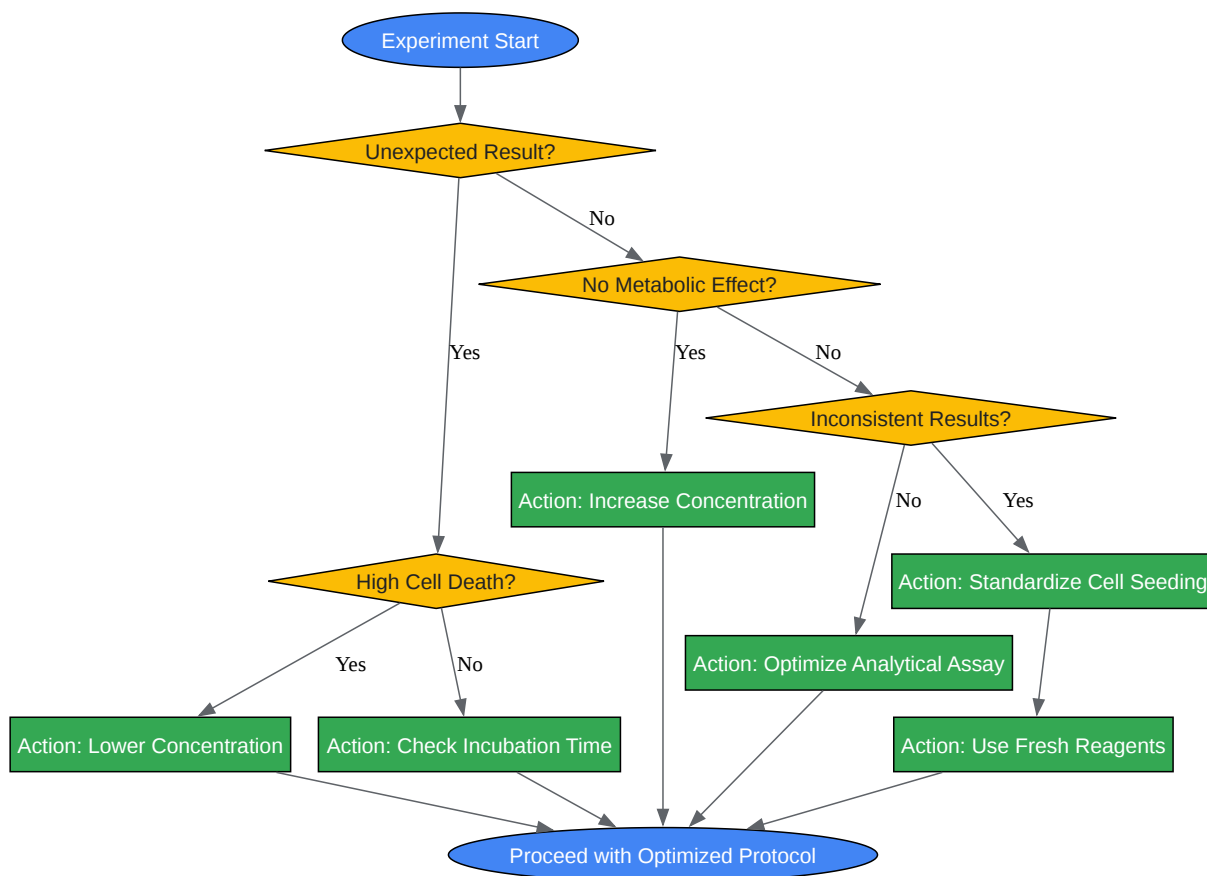 Experiment Start
Unexpected Result?
No
No Metabolic Effect?
Yes
Yes
No
Inconsistent Results?
Action: Increase Concentration
No
Yes
High Cell Death?
Action: Standardize Cell Seeding
Yes
No
Action: Optimize Analytical Assay
Action: Lower Concentration
Action: Check Incubation Time
Action: Use Fresh Reagents
Proceed with Optimized Protocol